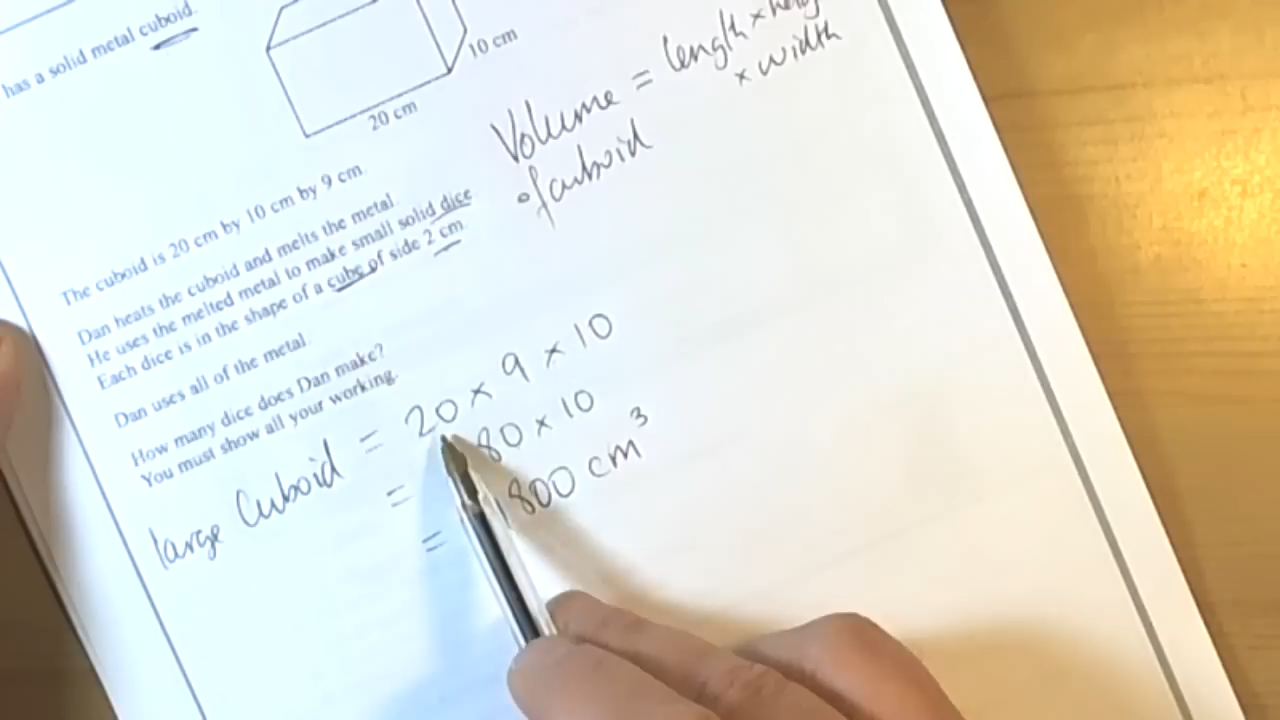 has a solid metal cuboid.
10 cm
20 cm
Volume = length × heig
of cuboid × width
The cuboid is 20 cm by 10 cm by 9 cm.
Dan heats the cuboid and melts the metal.
He uses the melted metal to make small solid dice
Each dice is in the shape of a cube of side 2 cm
Dan uses all of the metal.
How many dice does Dan make?
You must show all your working.
large Cuboid = 20 × 9 × 10
= 80 × 10
= 1800 cm³